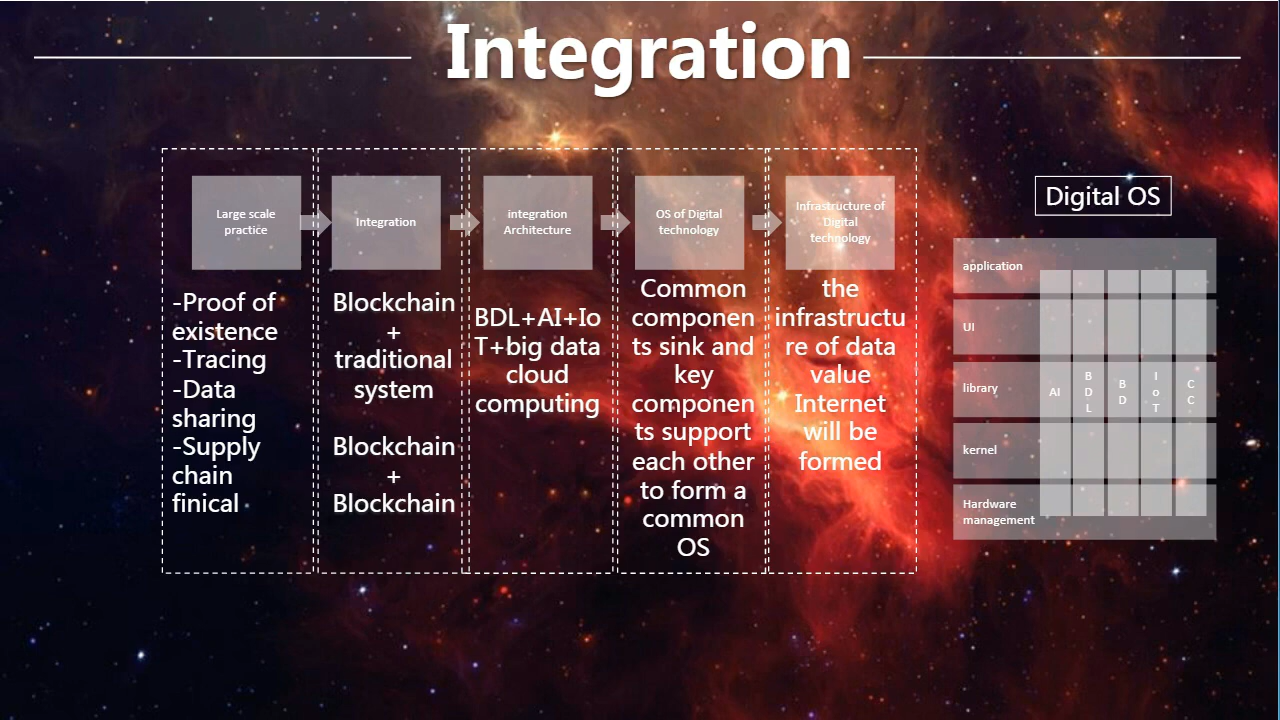 Integration
Large scale
practice
Integration
integration
Architecture
OS of Digital
technology
Infrastructure of
Digital
technology
-Proof of
existence
-Tracing
-Data
sharing
-Supply
chain
finical
Blockchain
+
traditional
system
Blockchain
+
Blockchain
BDL+AI+Io
T+big data
cloud
computing
Common
componen
ts sink and
key
componen
ts support
each other
to form a
common
OS
the
infrastructu
re of data
value
Internet
will be
formed
Digital OS
application
UI
library
kernel
Hardware
management
AI
B
D
L
B
D
I
o
T
C
C